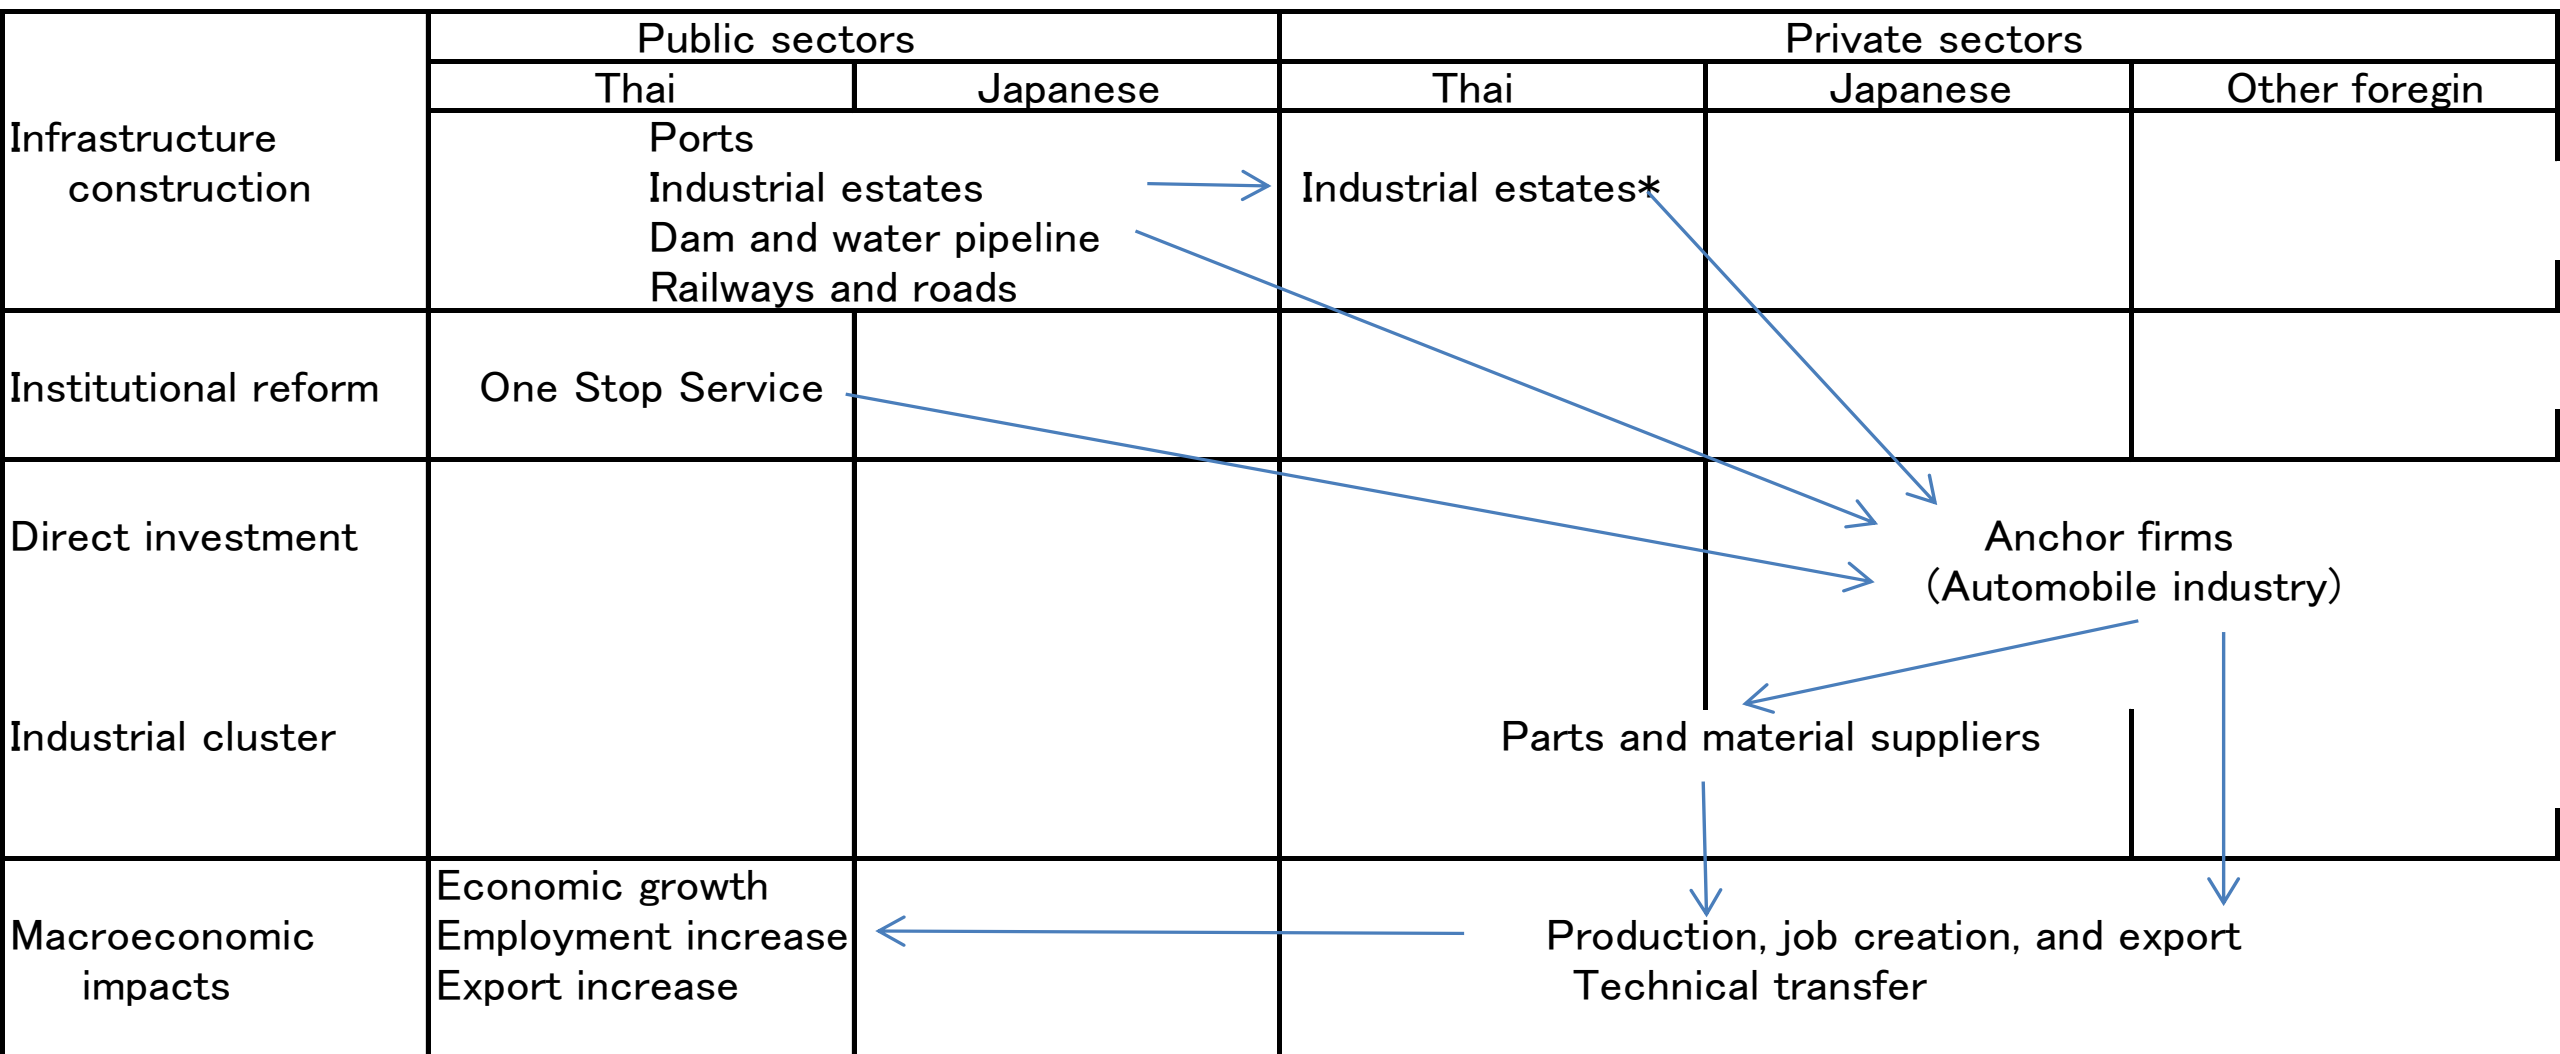 Public sectors
Private sectors
Thai
Japanese
Thai
Japanese
Other foregin
Infrastructure
construction
Ports
Industrial estates
Dam and water pipeline
Railways and roads
Industrial estates*
Institutional reform
One Stop Service
Direct investment
Anchor firms
(Automobile industry)
Industrial cluster
Parts and material suppliers
Macroeconomic
impacts
Economic growth
Employment increase
Export increase
Production, job creation, and export
Technical transfer